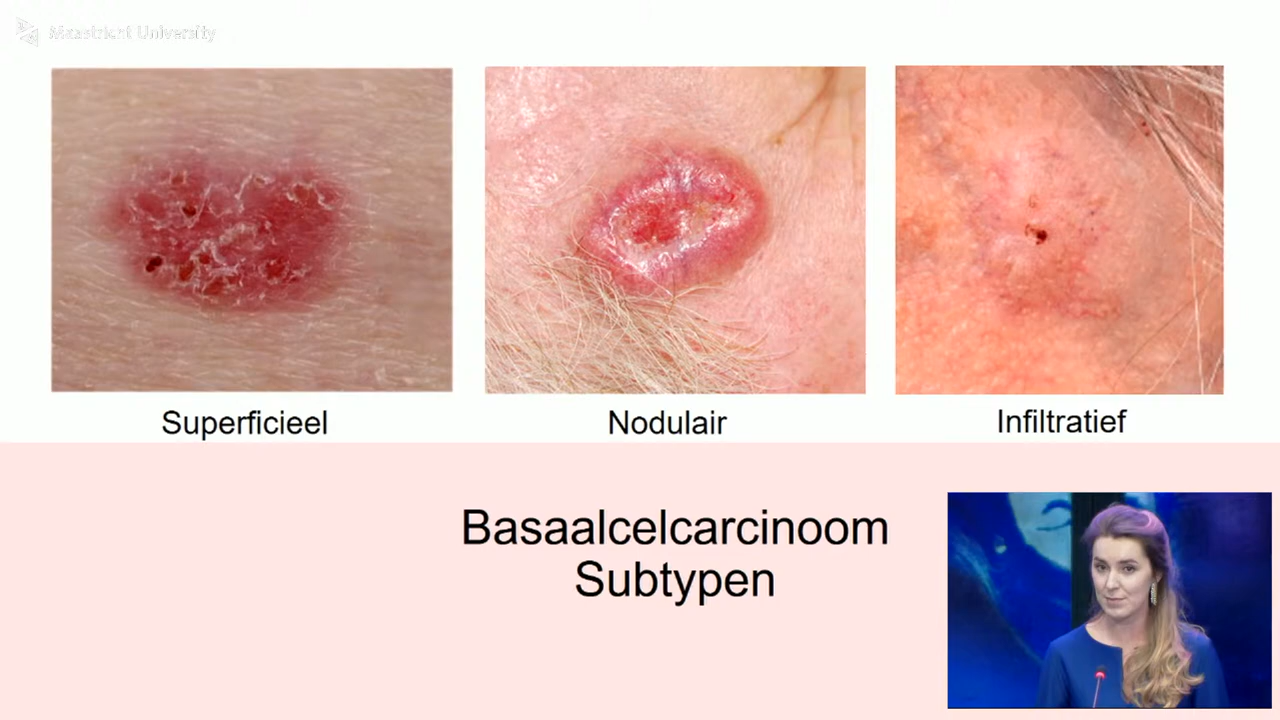 Maastricht University
Superficieel
Nodulair
Infiltratief
Basaalcelcarcinoom
Subtypen